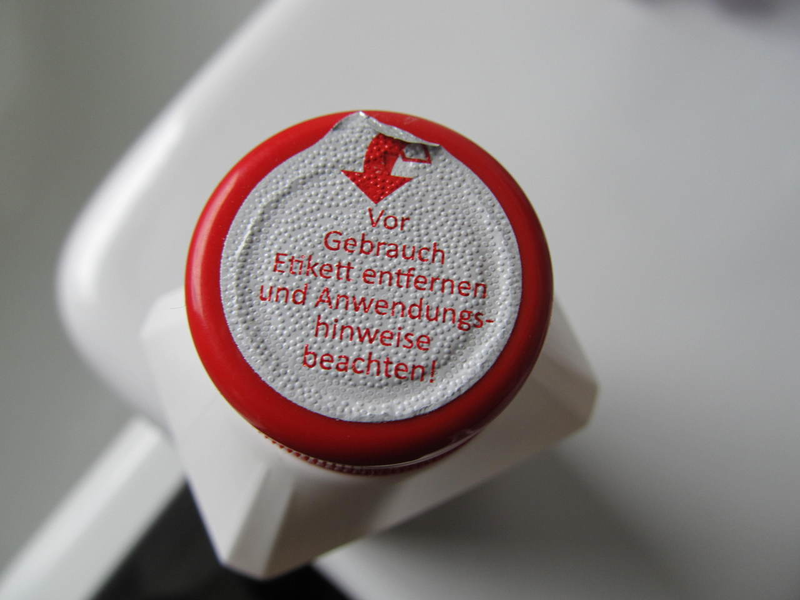 Vor
Gebrauch
Etikett entfernen
und Anwendungs-
hinweise
beachten!